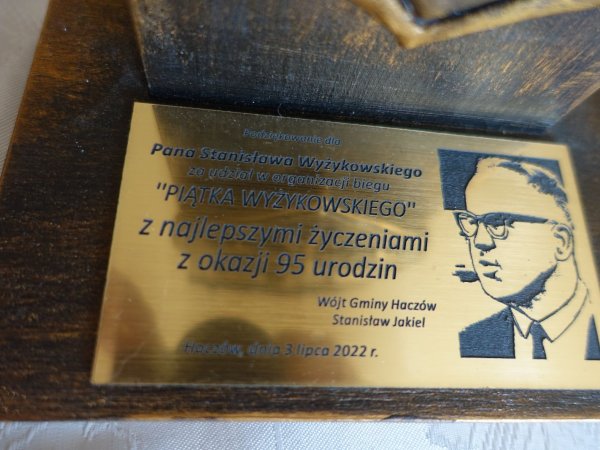 Podziękowanie dla
Pana Stanisława Wyżykowskiego
za udział w organizacji biegu
"PIĄTKA WYŻYKOWSKIEGO"
z najlepszymi życzeniami
z okazji 95 urodzin
Wójt Gminy Haczów
Stanisław Jakiel
Haczów, dnia 3 lipca 2022 r.